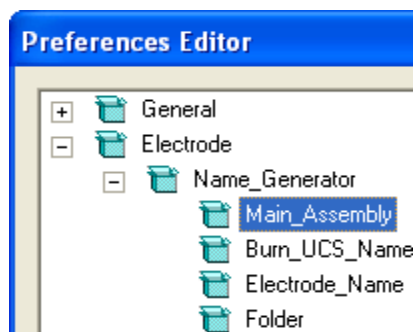 Preferences Editor
General
Electrode
Name_Generator
Main_Assembly
Burn_UCS_Name
Electrode_Name
Folder